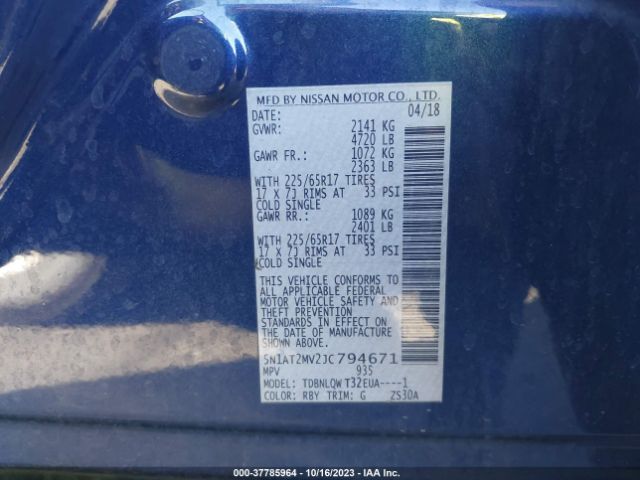 MFD BY NISSAN MOTOR CO., LTD.
DATE: 04/18
GVWR: 2141 KG
4720 LB
GAWR FR.: 1072 KG
2363 LB
WITH 225/65R17 TIRES
17 X 7J RIMS AT 33 PSI
COLD SINGLE
GAWR RR.: 1089 KG
2401 LB
WITH 225/65R17 TIRES
17 X 7J RIMS AT 33 PSI
COLD SINGLE
THIS VEHICLE CONFORMS TO
ALL APPLICABLE FEDERAL
MOTOR VEHICLE SAFETY AND
THEFT PREVENTION
STANDARDS IN EFFECT ON
THE DATE OF MANUFACTURE
SHOWN ABOVE.
5N1AT2MV2JC794671
MPV 935
MODEL: TDBNLQW T32EUA----1
COLOR: RBY TRIM: G ZS30A
000-37785964 - 10/16/2023 - IAA Inc.